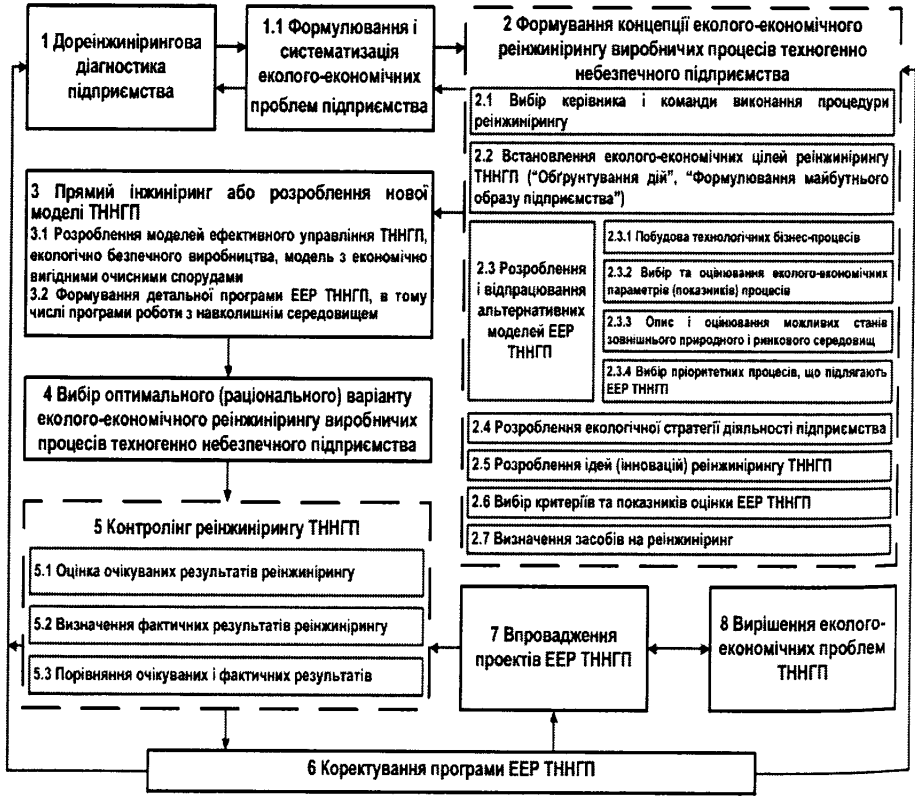 1 Дореінжинірингова
діагностика
підприємства
1.1 Формулювання і
систематизація
еколого-економічних
проблем підприємства
2 Формування концепції еколого-економічного
реінжинірингу виробничих процесів техногенно
небезпечного підприємства
2.1 Вибір керівника і команди виконання процедури
реінжинірингу
2.2 Встановлення еколого-економічних цілей реінжинірингу
ТННГП (“Обґрунтування дій”, “Формулювання майбутнього
образу підприємства”)
2.3 Розроблення
і відпрацювання
альтернативних
моделей ЕЕР
ТННГП
2.3.1 Побудова технологічних бізнес-процесів
2.3.2 Вибір та оцінювання еколого-економічних
параметрів (показників) процесів
2.3.3 Опис і оцінювання можливих станів
зовнішнього природного і ринкового середовищ
2.3.4 Вибір пріоритетних процесів, що підлягають
ЕЕР ТННГП
2.4 Розроблення екологічної стратегії діяльності підприємства
2.5 Розроблення ідей (інновацій) реінжинірингу ТННГП
2.6 Вибір критеріїв та показників оцінки ЕЕР ТННГП
2.7 Визначення засобів на реінжиніринг
3 Прямий інжиніринг або розроблення нової
моделі ТННГП
3.1 Розроблення моделей ефективного управління ТННГП,
екологічно безпечного виробництва, модель з економічно
вигідними очисними спорудами
3.2 Формування детальної програми ЕЕР ТННГП, в тому
числі програми роботи з навколишнім середовищем
4 Вибір оптимального (раціонального) варіанту
еколого-економічного реінжинірингу виробничих
процесів техногенно небезпечного підприємства
5 Контролінг реінжинірингу ТННГП
5.1 Оцінка очікуваних результатів реінжинірингу
5.2 Визначення фактичних результатів реінжинірингу
5.3 Порівняння очікуваних і фактичних результатів
7 Впровадження
проектів ЕЕР ТННГП
8 Вирішення еколого-
економічних проблем
ТННГП
6 Коректування програми ЕЕР ТННГП